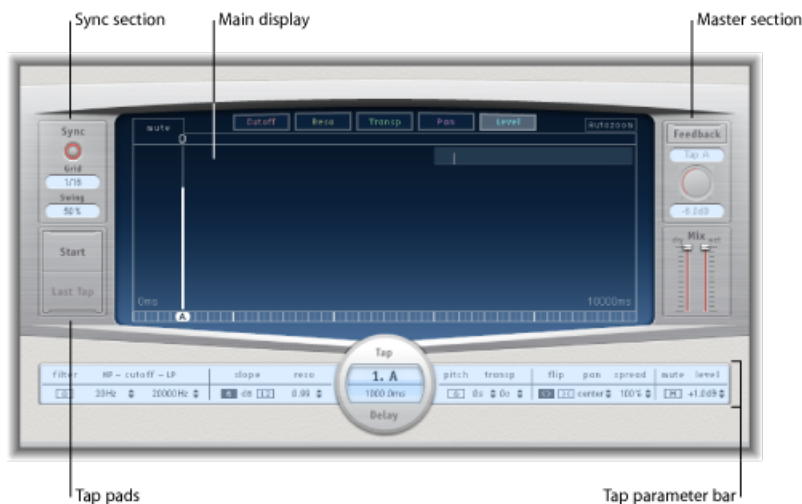 Sync section
Main display
Master section
Sync
Grid
1/16
Swing
50%
Start
Last Tap
mute
Cutoff
Reso
Transp
Pan
Level
Autozoom
0ms
10000ms
A
Feedback
Tap A
-6.0dB
Mix
dry
wet
Tap
1. A
1000.0ms
Delay
filter
HP – cutoff – LP
slope
reso
20Hz
20000Hz
6 dB 12
0.99
pitch
transp
flip
pan
spread
mute
level
0s
0c
center
100%
M
+1.0dB
Tap pads
Tap parameter bar